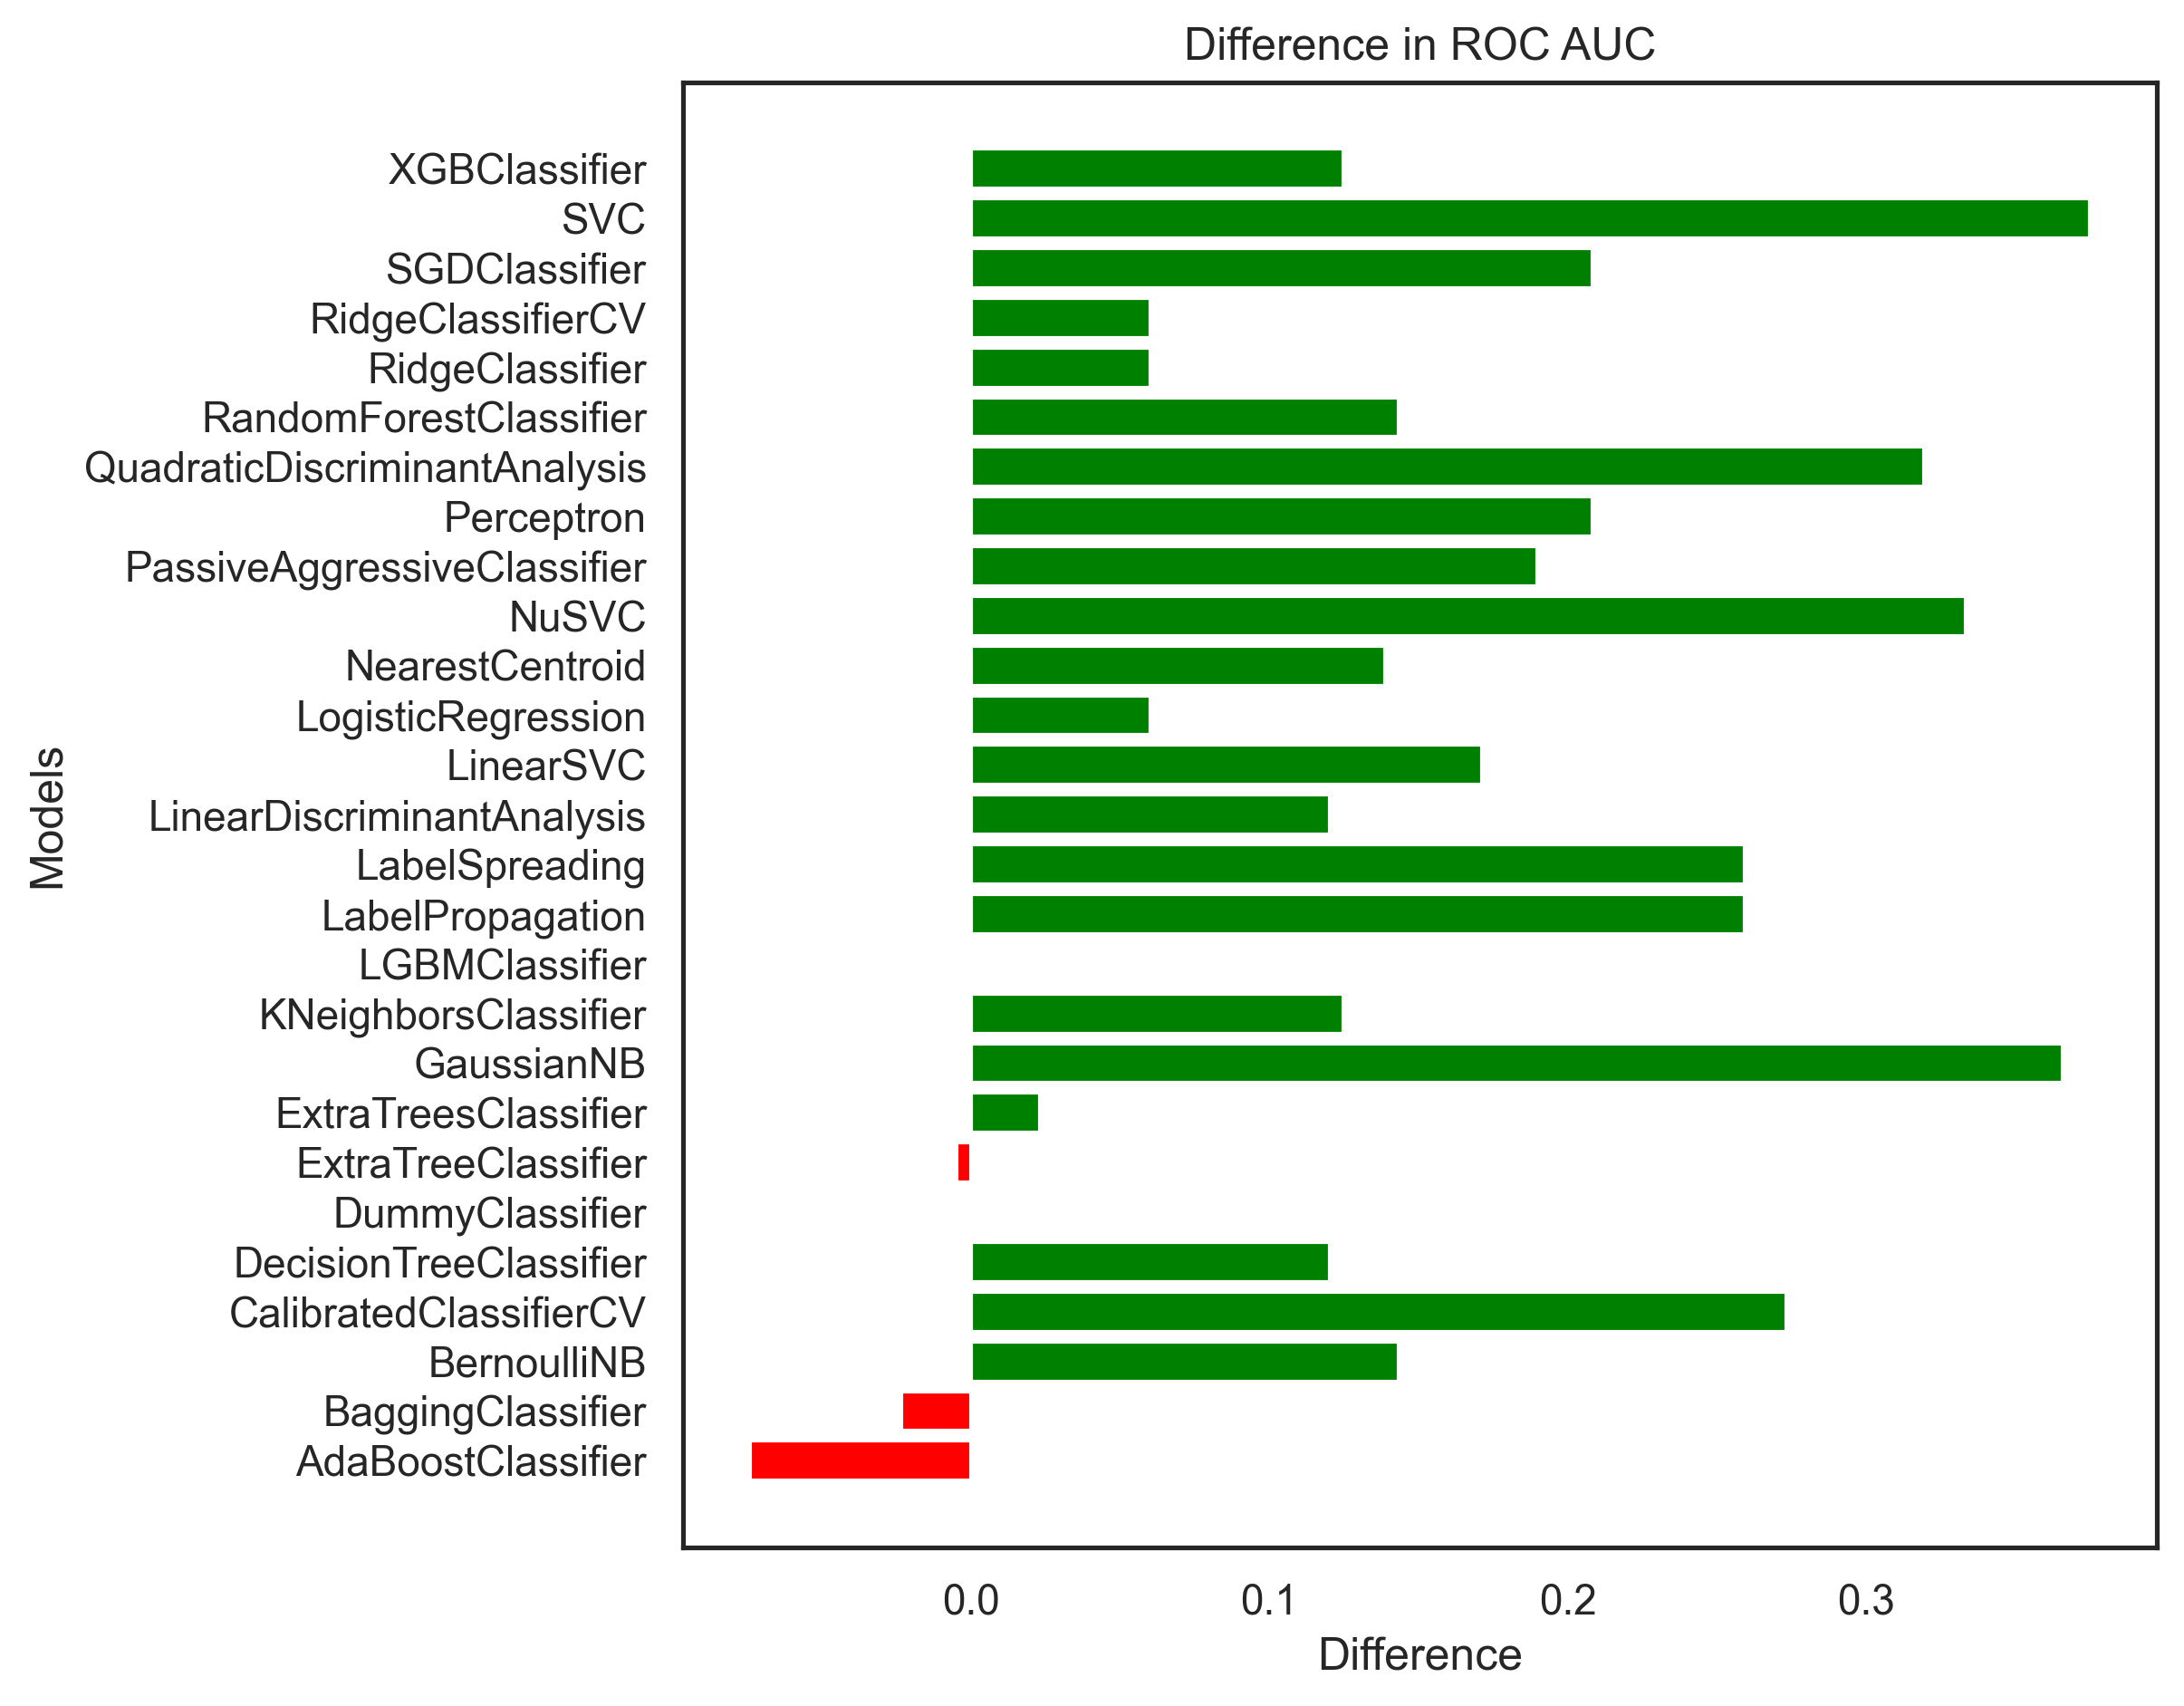 Difference in ROC AUC
XGBClassifier
SVC
SGDClassifier
RidgeClassifierCV
RidgeClassifier
RandomForestClassifier
QuadraticDiscriminantAnalysis
Perceptron
PassiveAggressiveClassifier
NuSVC
NearestCentroid
LogisticRegression
LinearSVC
LinearDiscriminantAnalysis
LabelSpreading
LabelPropagation
LGBMClassifier
KNeighborsClassifier
GaussianNB
ExtraTreesClassifier
ExtraTreeClassifier
DummyClassifier
DecisionTreeClassifier
CalibratedClassifierCV
BernoulliNB
BaggingClassifier
AdaBoostClassifier
Models
0.0 0.1 0.2 0.3
Difference